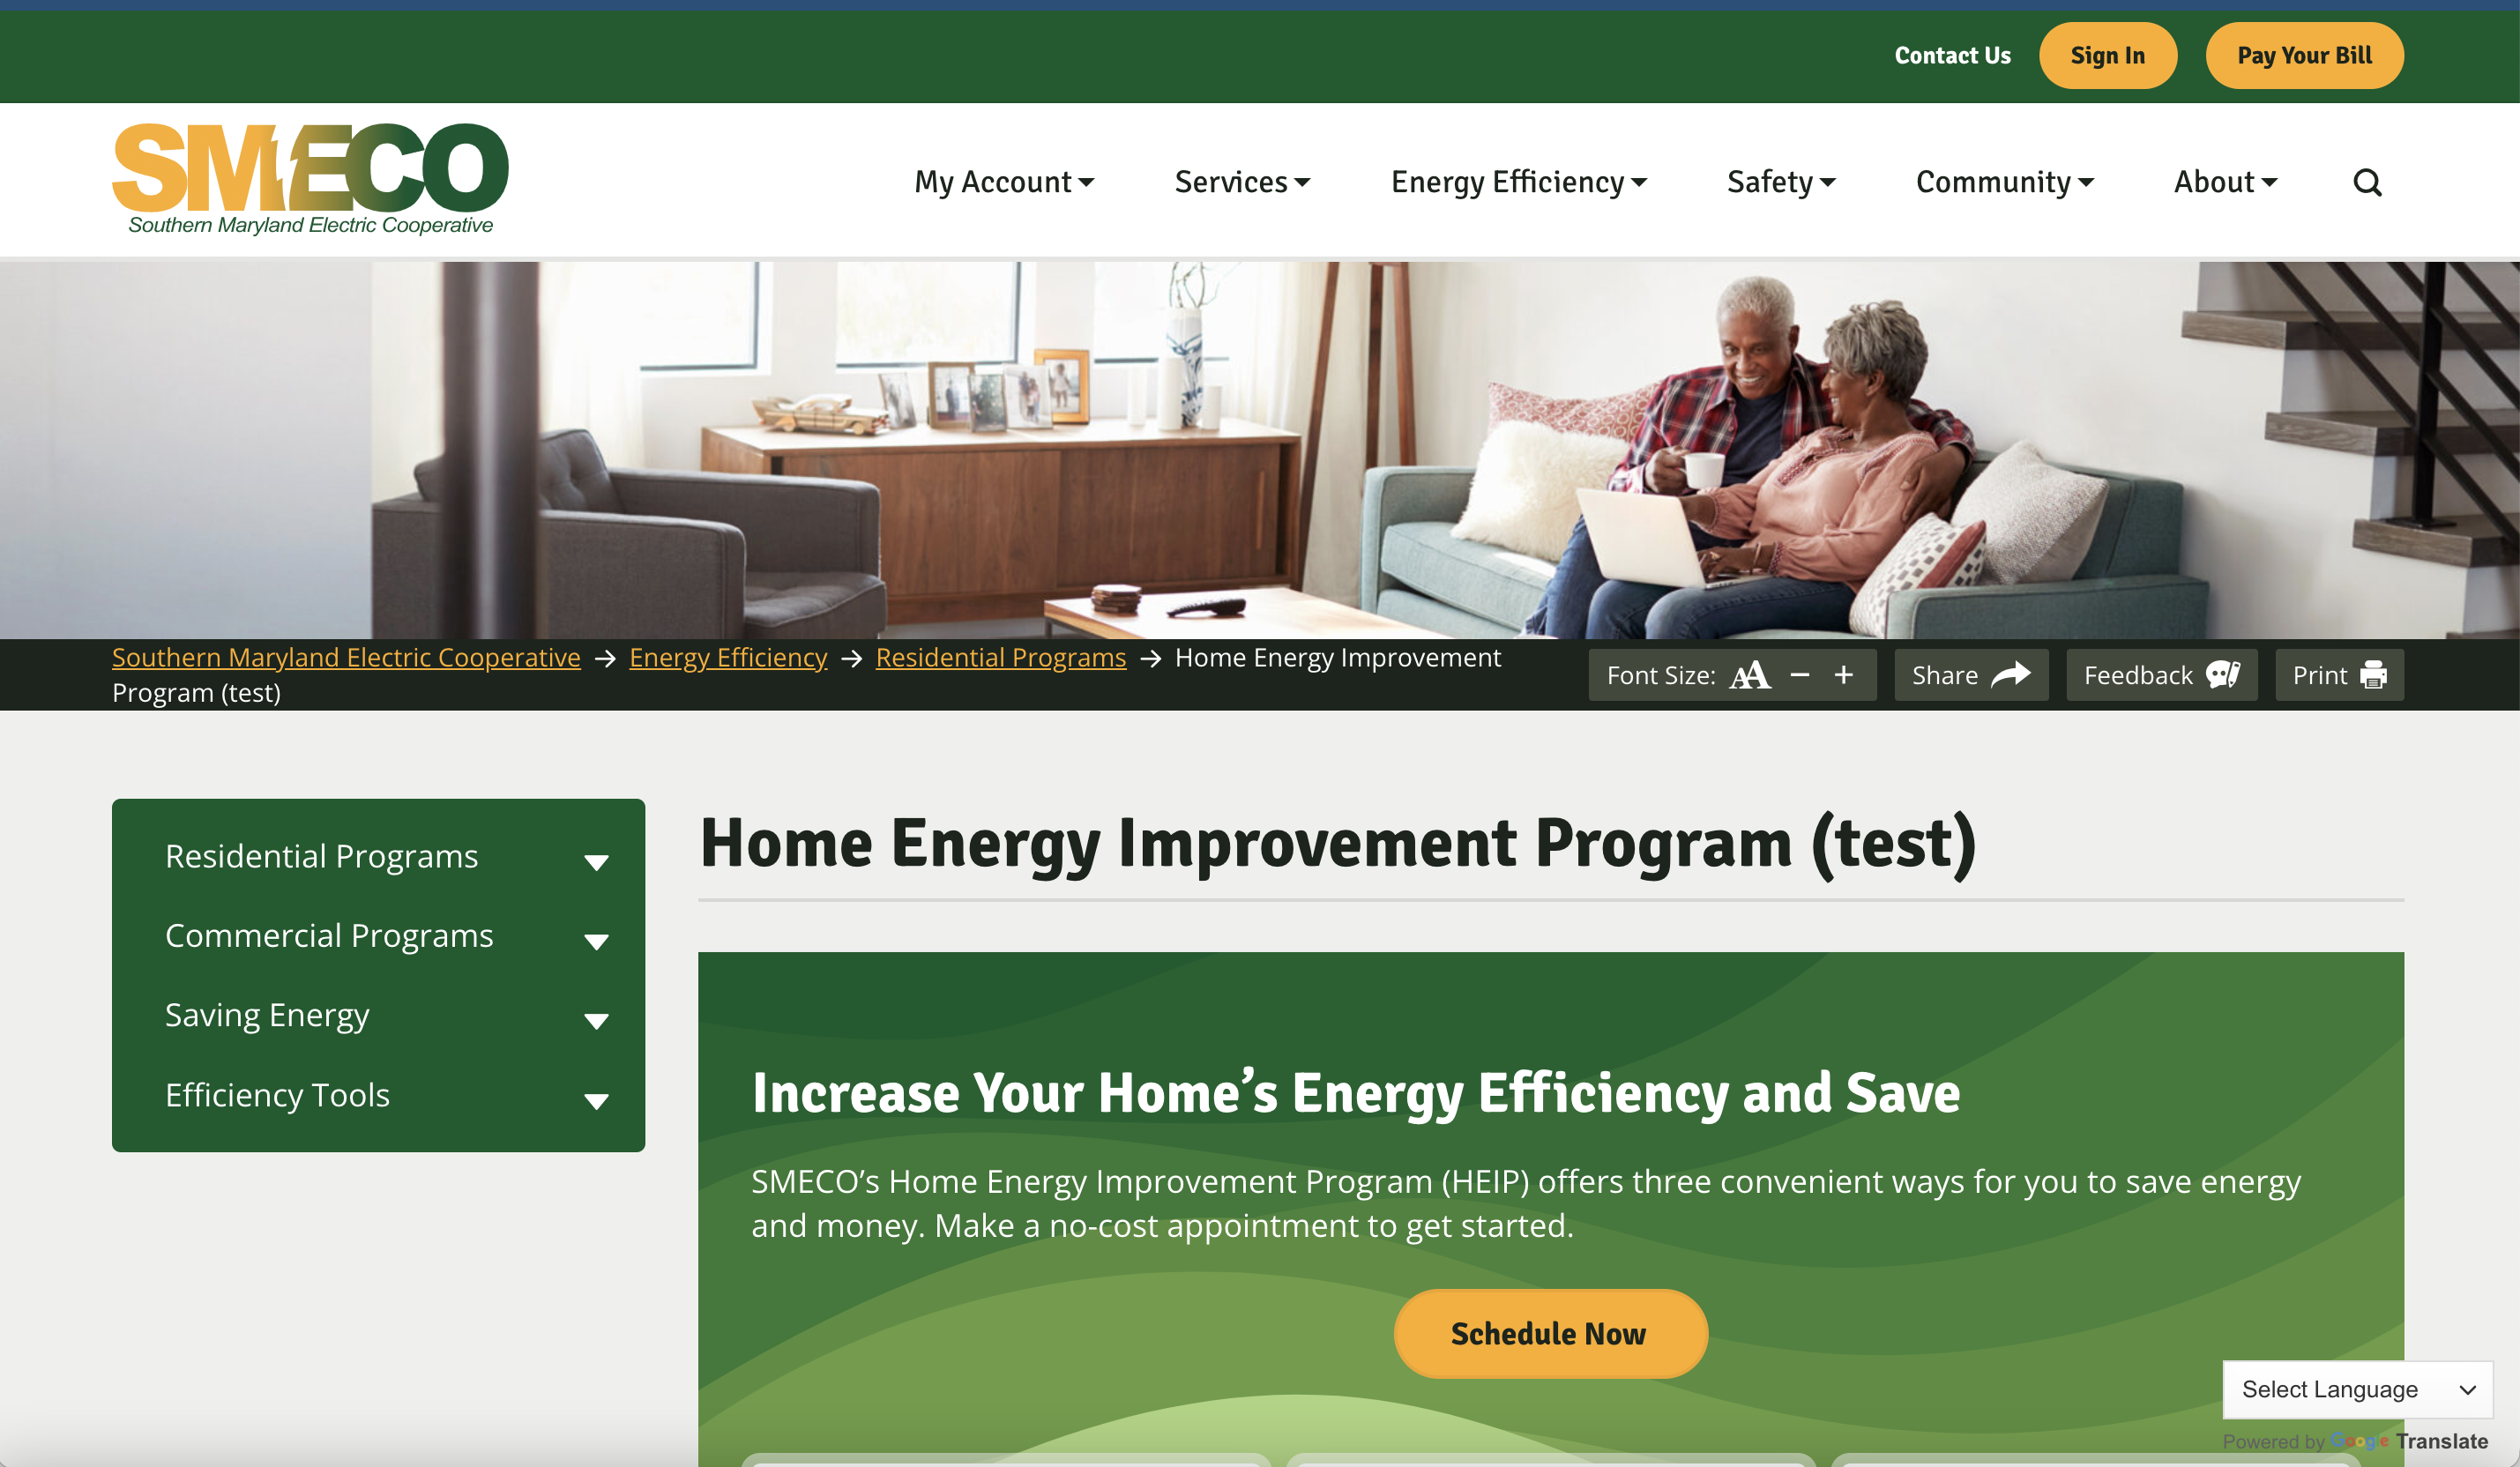 Contact Us
Sign In
Pay Your Bill
SMECO
Southern Maryland Electric Cooperative
My Account
Services
Energy Efficiency
Safety
Community
About
Southern Maryland Electric Cooperative → Energy Efficiency → Residential Programs → Home Energy Improvement
Program (test)
Font Size: AA − +
Share
Feedback
Print
Residential Programs
Commercial Programs
Saving Energy
Efficiency Tools
Home Energy Improvement Program (test)
Increase Your Home’s Energy Efficiency and Save
SMECO’s Home Energy Improvement Program (HEIP) offers three convenient ways for you to save energy
and money. Make a no-cost appointment to get started.
Schedule Now
Select Language
Powered by Google Translate